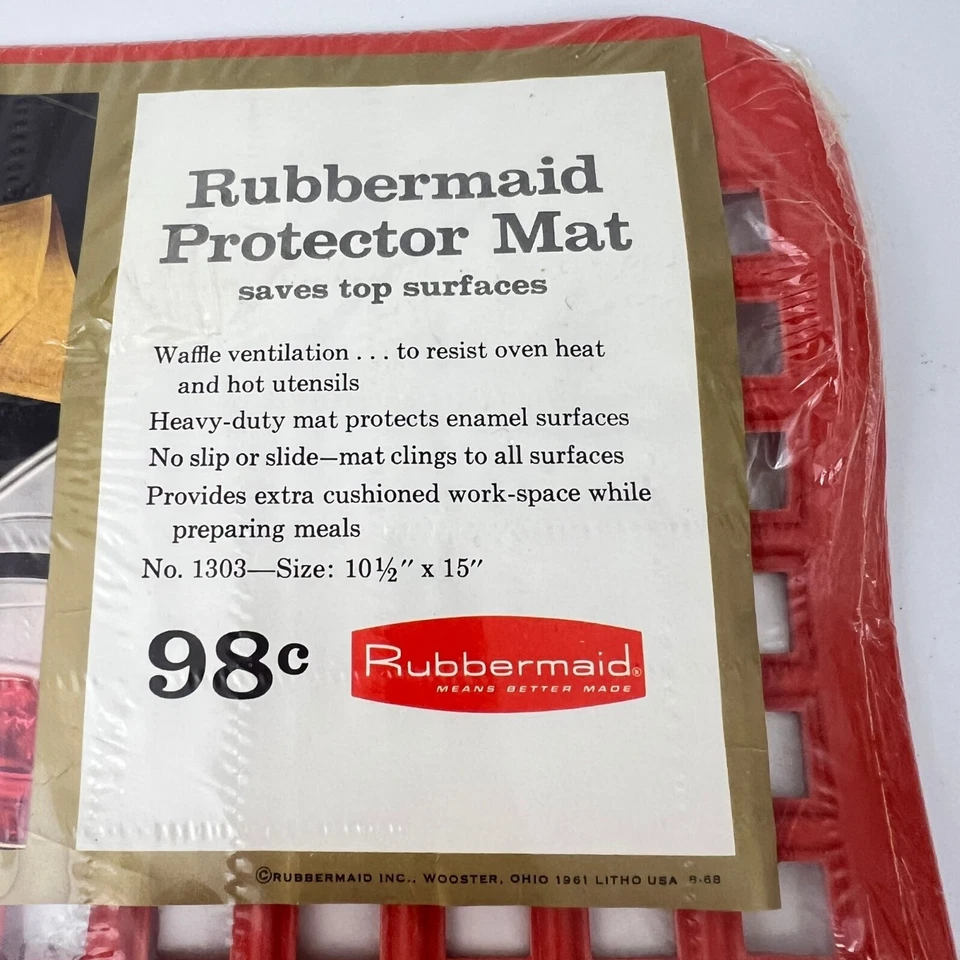 Rubbermaid
Protector Mat
saves top surfaces
Waffle ventilation . . . to resist oven heat
and hot utensils
Heavy-duty mat protects enamel surfaces
No slip or slide—mat clings to all surfaces
Provides extra cushioned work-space while
preparing meals
No. 1303—Size: 10½″ x 15″
98c
Rubbermaid®
MEANS BETTER MADE
©RUBBERMAID INC., WOOSTER, OHIO 1961 LITHO USA 8-68